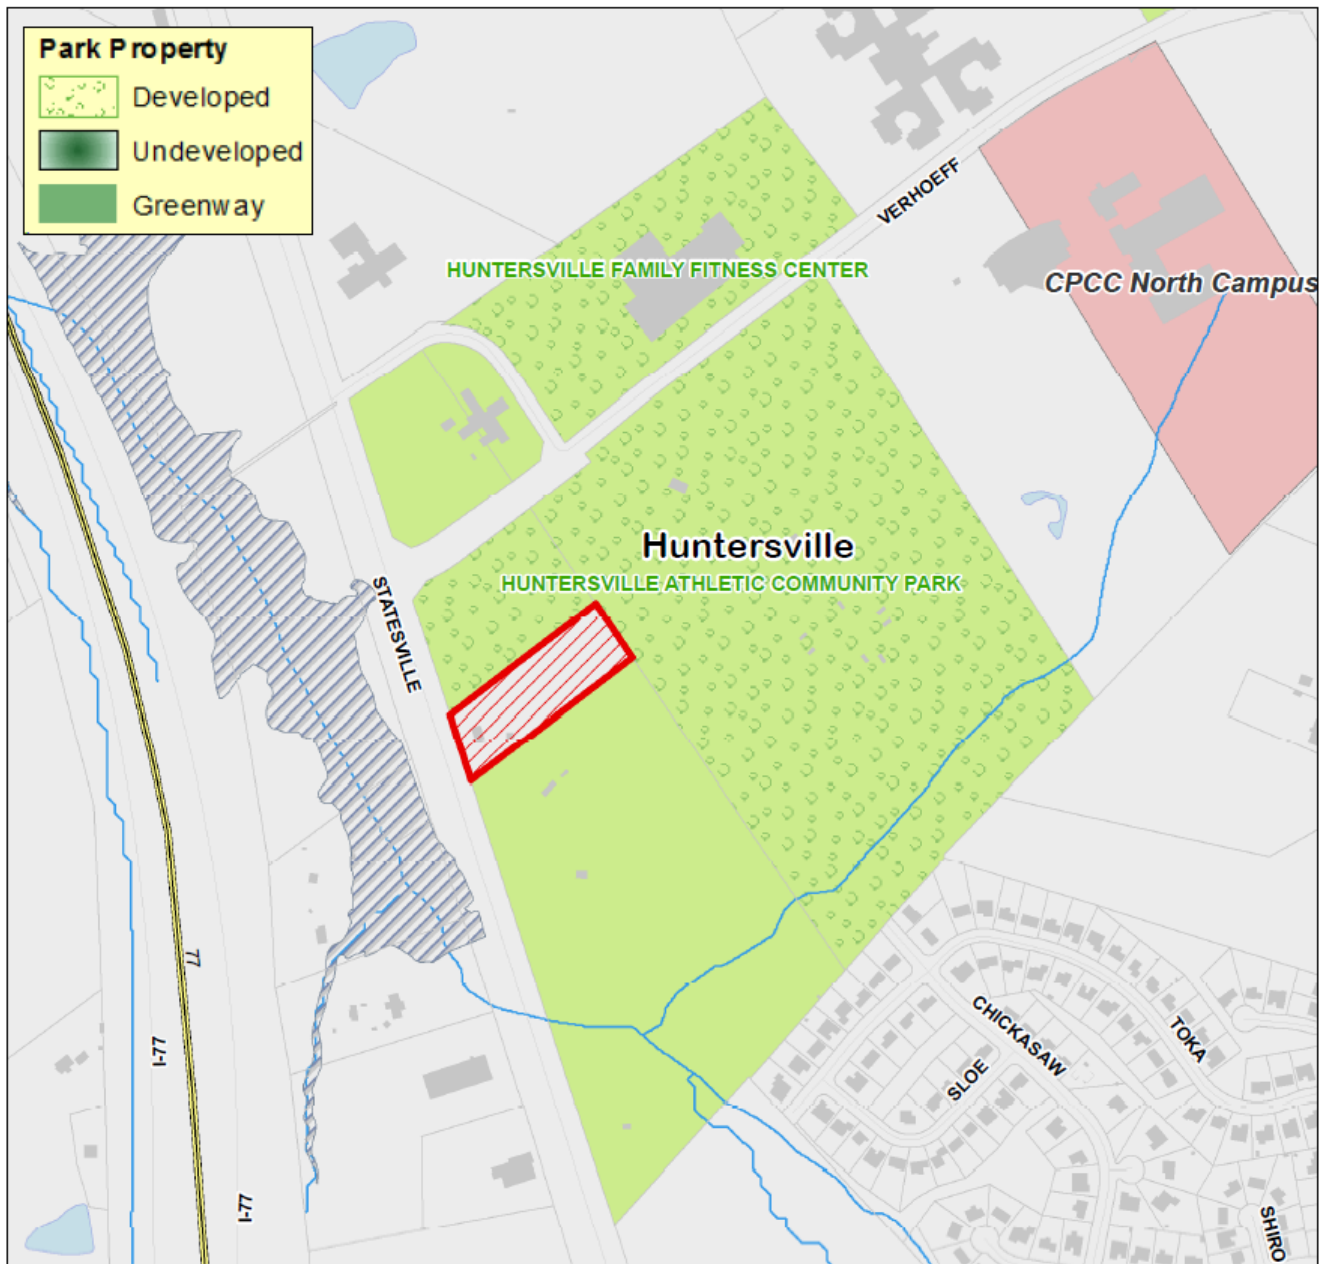 Park Property
Developed
Undeveloped
Greenway
VERHOEFF
HUNTERSVILLE FAMILY FITNESS CENTER
CPCC North Campus
Huntersville
HUNTERSVILLE ATHLETIC COMMUNITY PARK
STATESVILLE
77
I-77
I-77
CHICKASAW
TOKA
SLOE
SHIRO